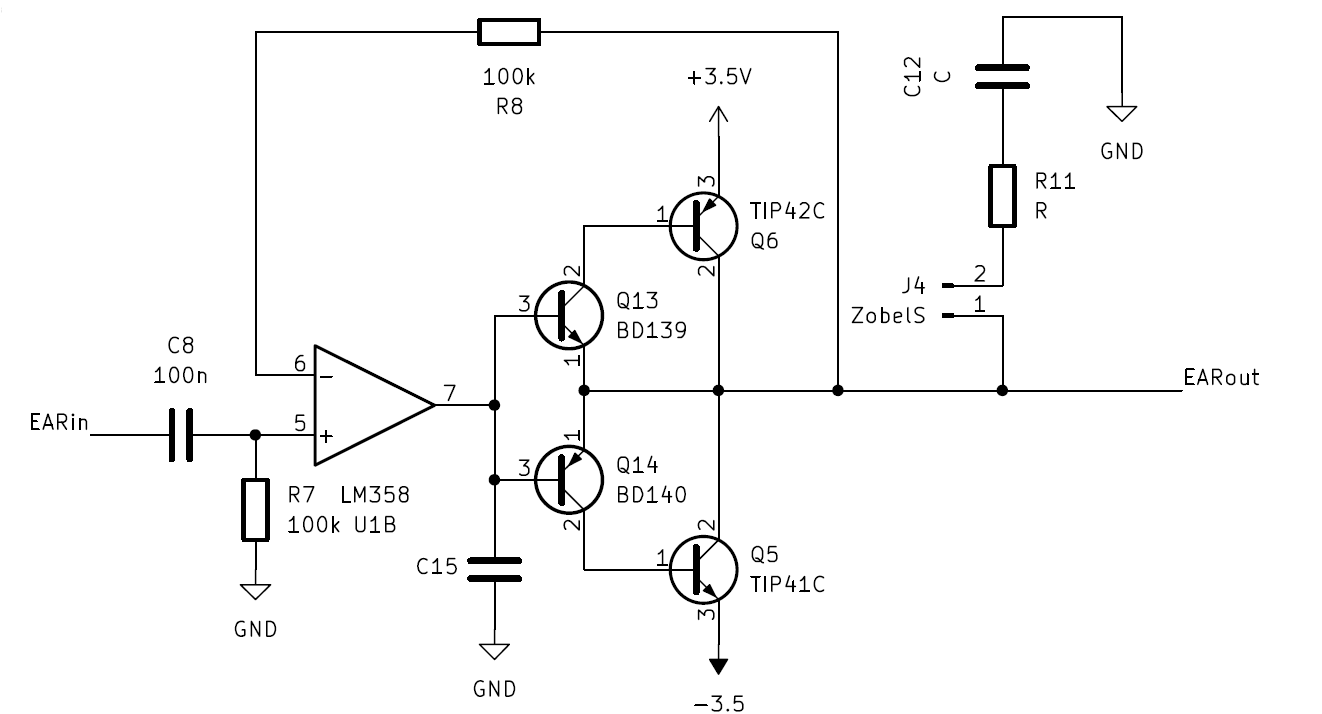 100k
R8
+3.5V
C12
C
GND
R11
R
3
1
TIP42C
Q6
2
J4
2
ZobelS
1
2
3
Q13
BD139
1
C8
100n
6
−
7
EARout
EARin
5
+
1
3
Q14
BD140
2
R7 LM358
100k U1B
GND
C15
2
1
Q5
TIP41C
3
GND
−3.5